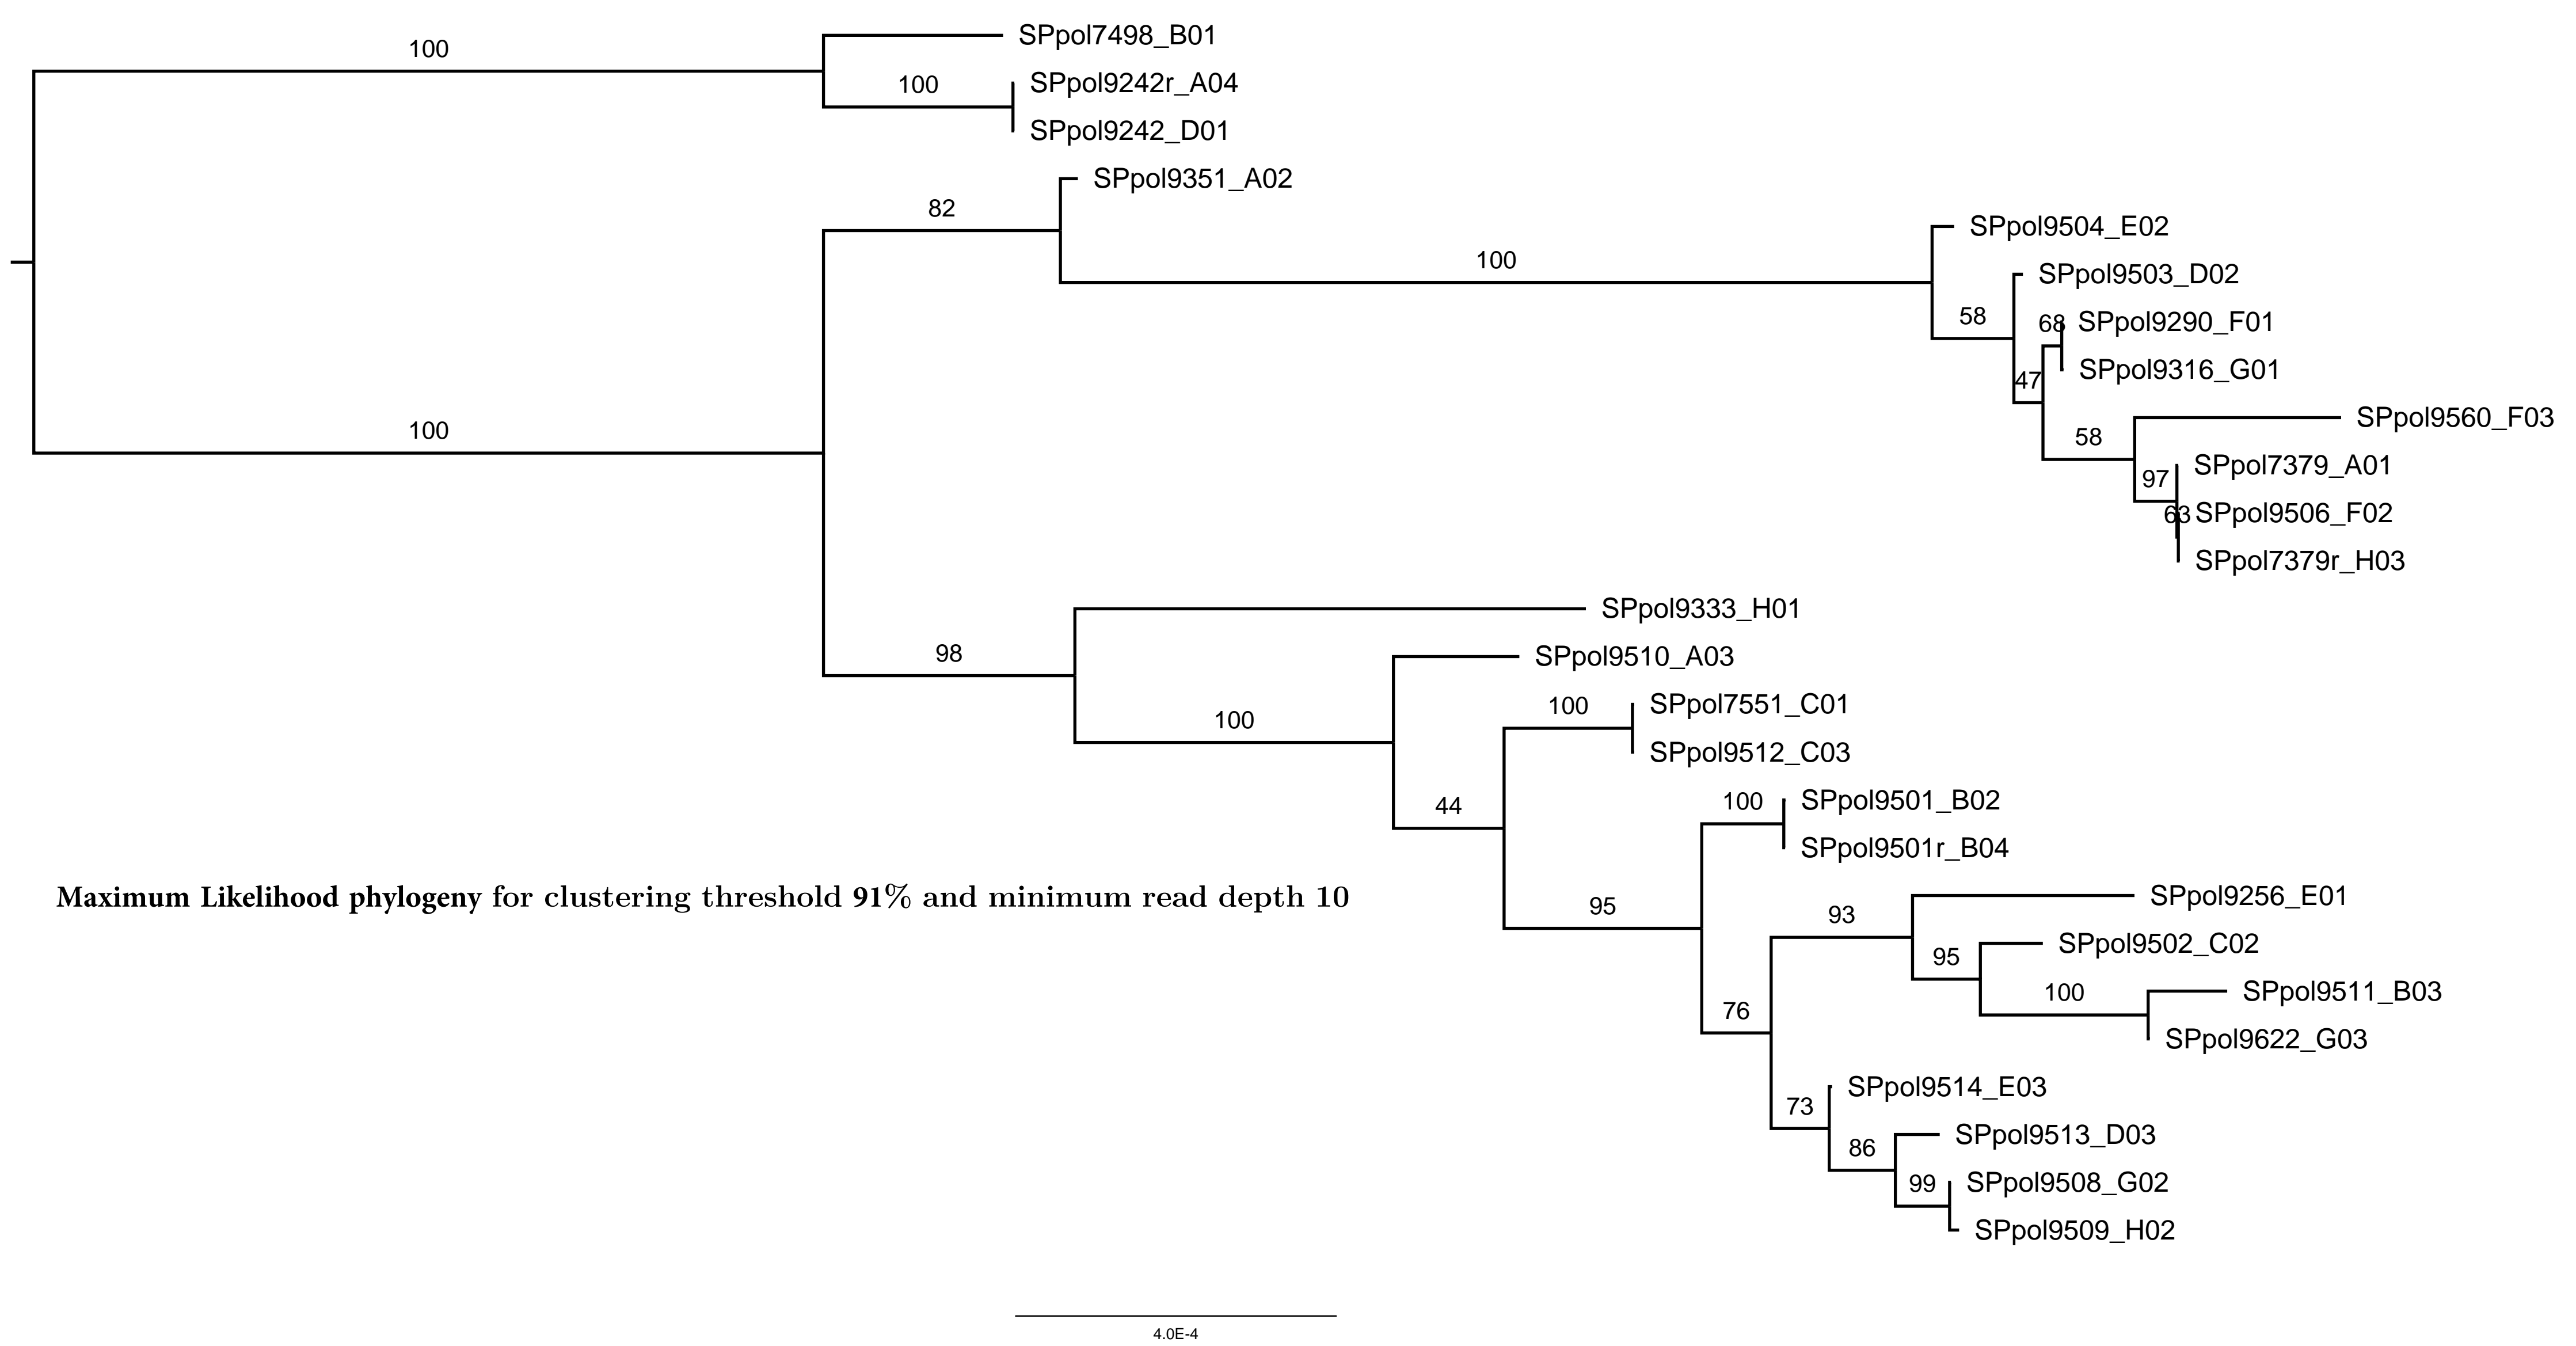 SPpol7498_B01
100
SPpol9242r_A04
100
SPpol9242_D01
SPpol9351_A02
82
SPpol9504_E02
100
SPpol9503_D02
58
68
SPpol9290_F01
SPpol9316_G01
47
SPpol9560_F03
100
58
SPpol7379_A01
97
63
SPpol9506_F02
SPpol7379r_H03
SPpol9333_H01
98
SPpol9510_A03
100
SPpol7551_C01
100
SPpol9512_C03
44
SPpol9501_B02
100
SPpol9501r_B04
Maximum Likelihood phylogeny for clustering threshold 91% and minimum read depth 10
SPpol9256_E01
95
93
SPpol9502_C02
95
SPpol9511_B03
100
76
SPpol9622_G03
SPpol9514_E03
73
SPpol9513_D03
86
SPpol9508_G02
99
SPpol9509_H02
4.0E-4